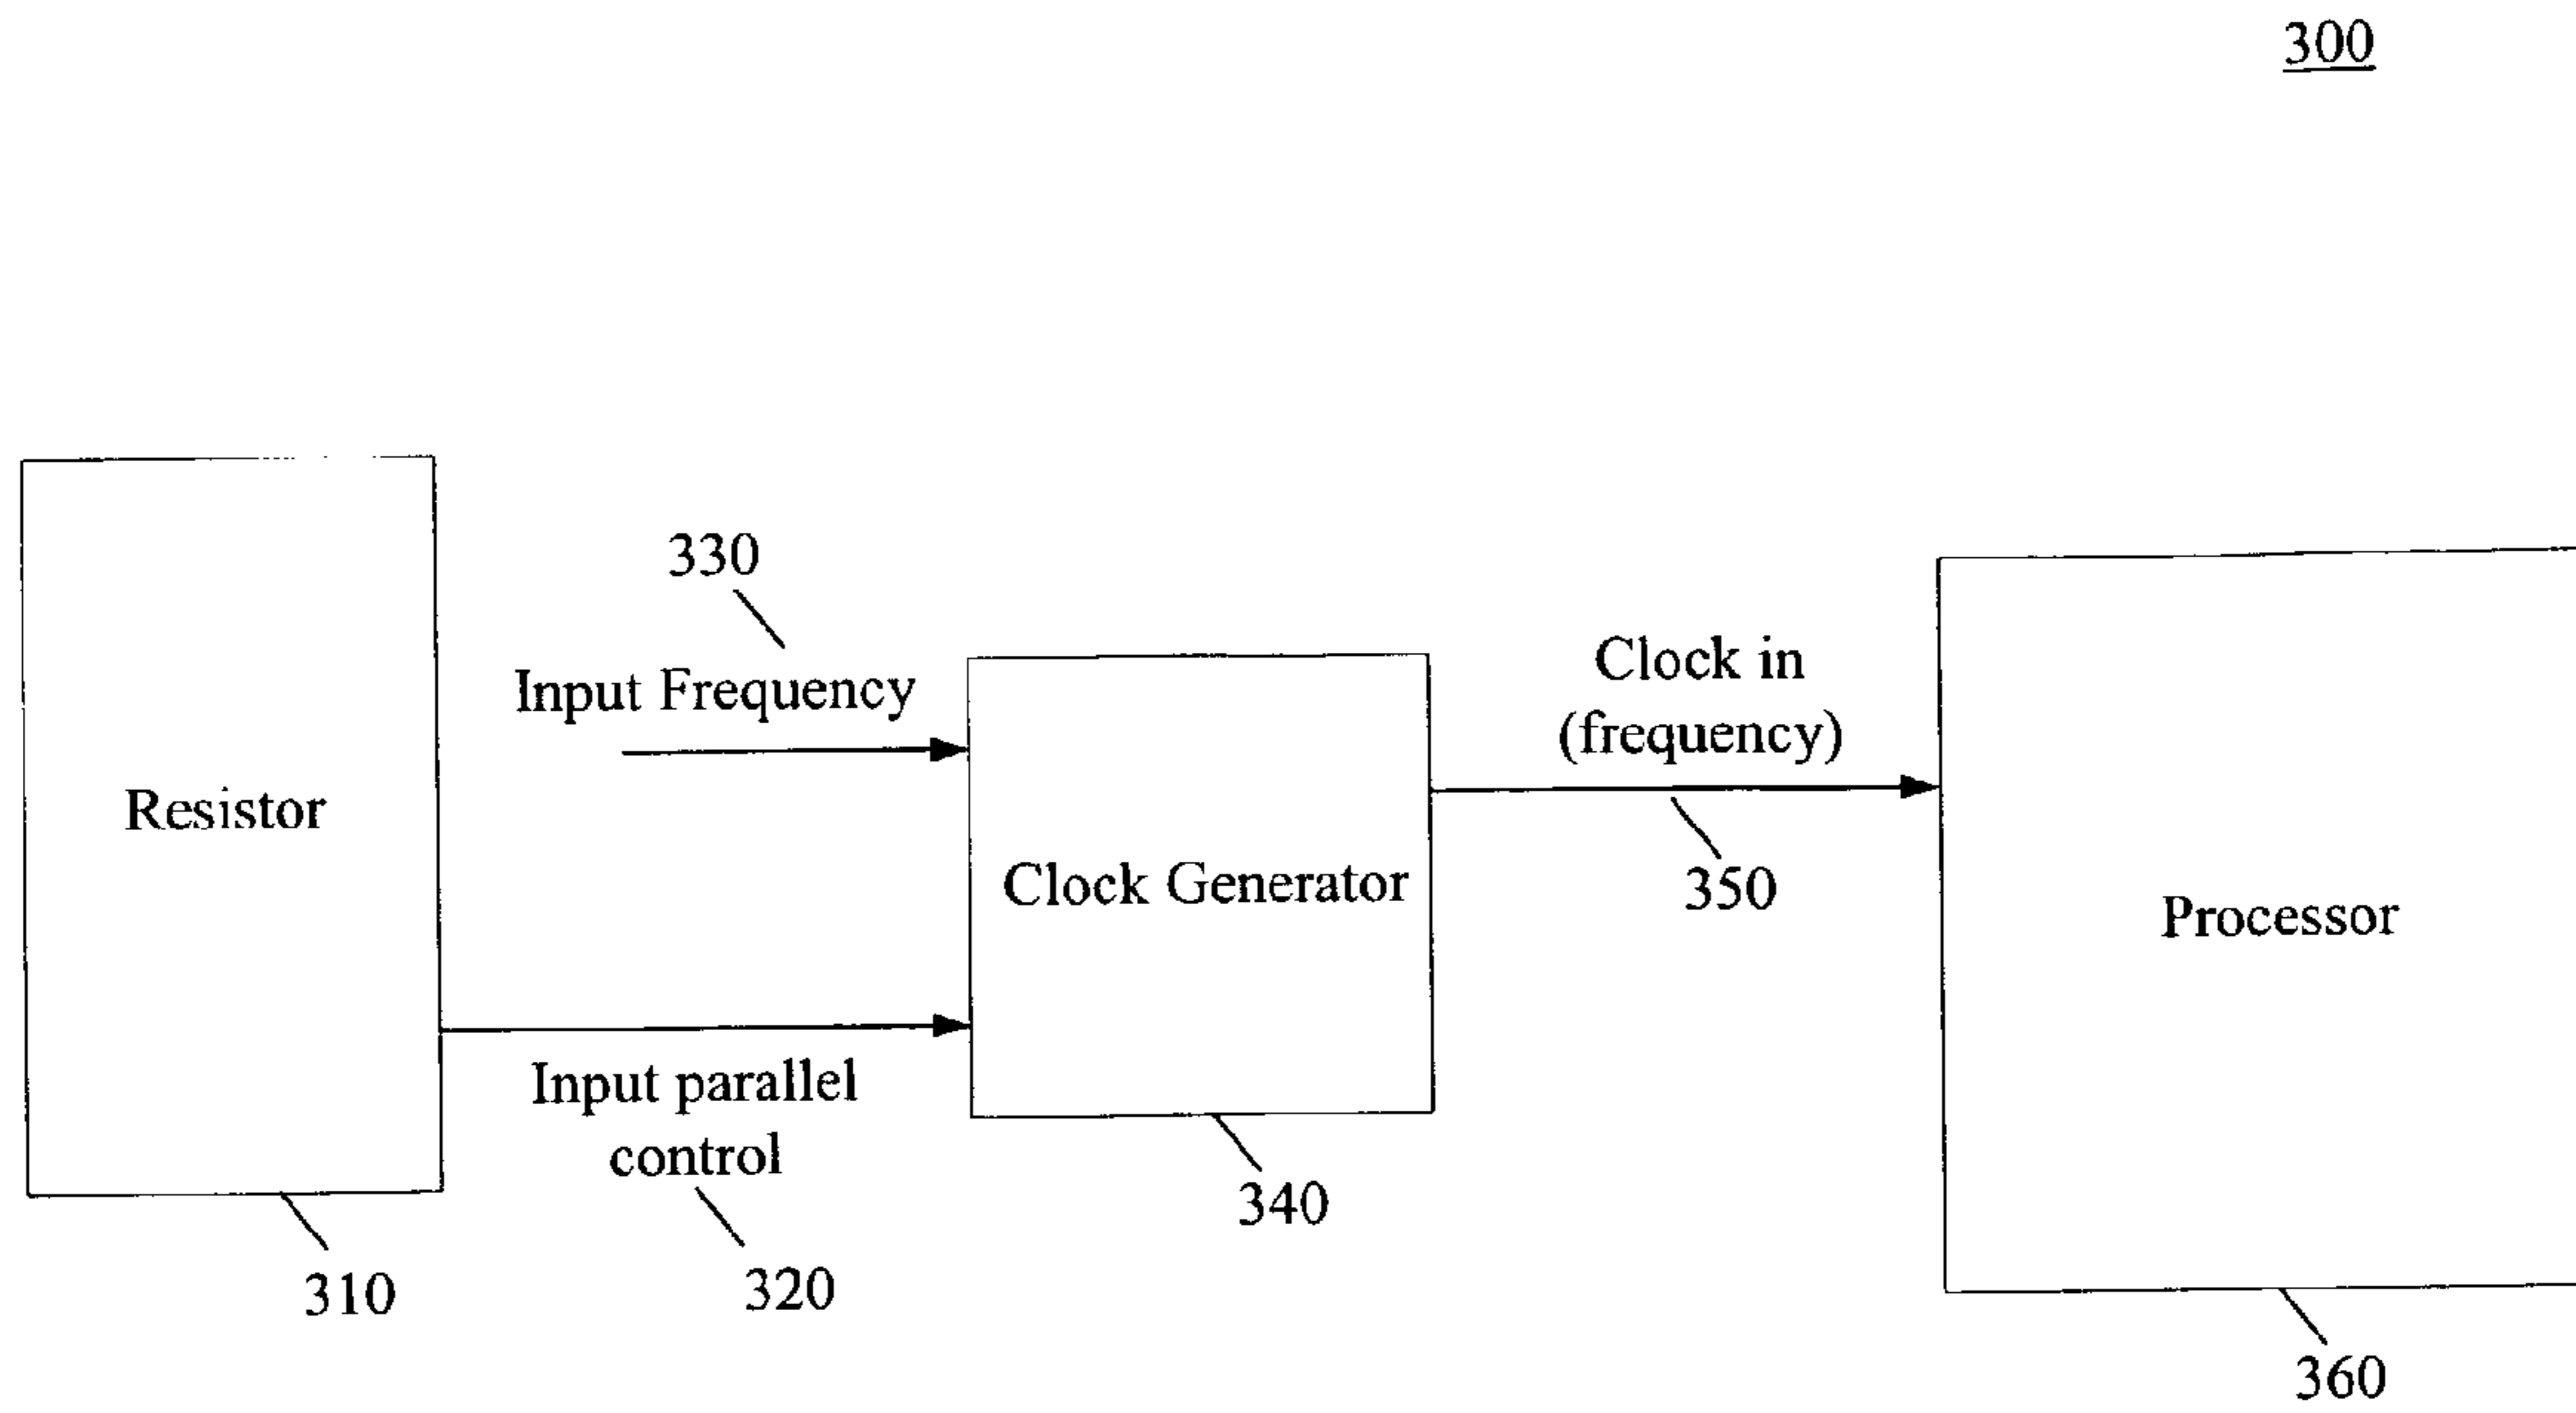 300
330
Input Frequency
Clock in
(frequency)
Resistor
Clock Generator
350
Processor
Input parallel
control
340
310
320
360